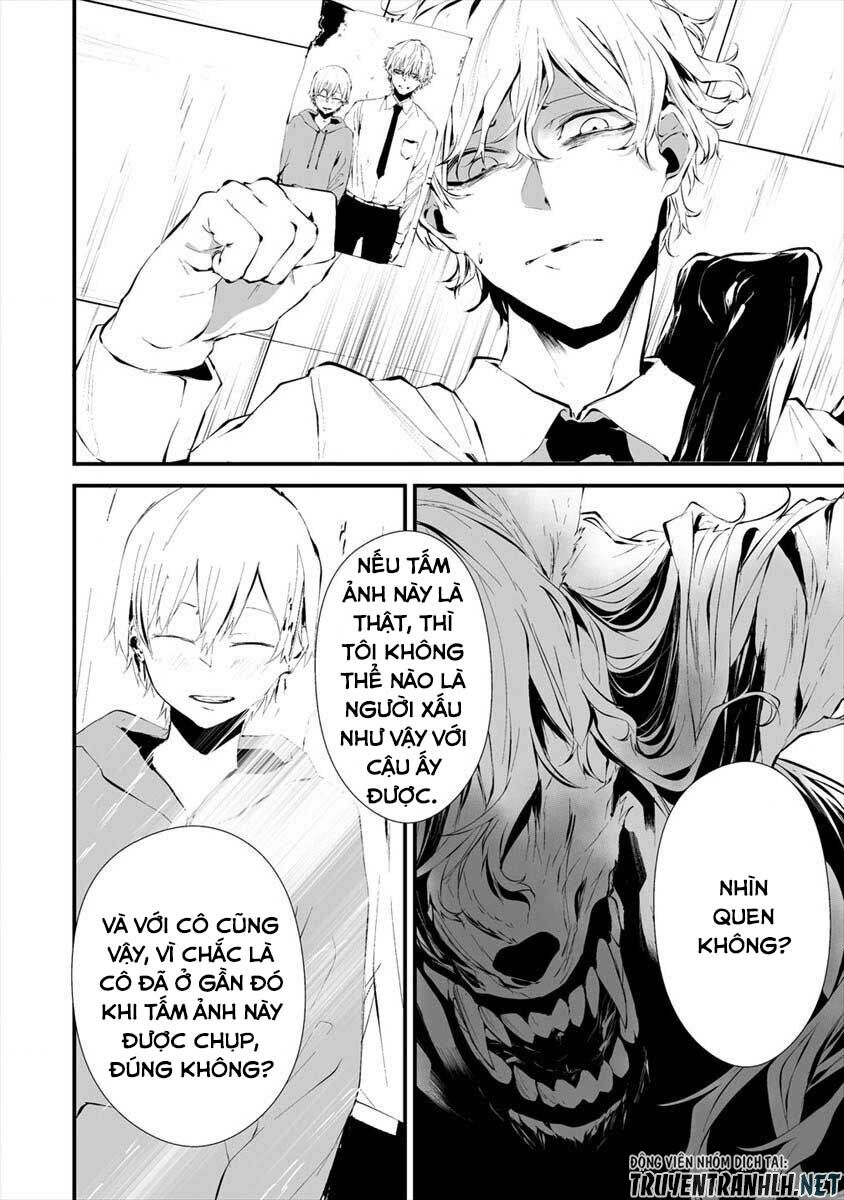 NHÌN
QUEN
KHÔNG?
NẾU TẤM
ẢNH NÀY LÀ
THẬT, THÌ
TÔI KHÔNG
THỂ NÀO LÀ
NGƯỜI XẤU
NHƯ VẬY VỚI
CẬU ẤY
ĐƯỢC.
VÀ VỚI CÔ CŨNG
VẬY, VÌ CHẮC LÀ
CÔ ĐÃ Ở GẦN ĐÓ
KHI TẤM ẢNH NÀY
ĐƯỢC CHỤP,
ĐÚNG KHÔNG?
ĐỘNG VIÊN NHÓM DỊCH TẠI:
TRUYENTRANHLH.NET